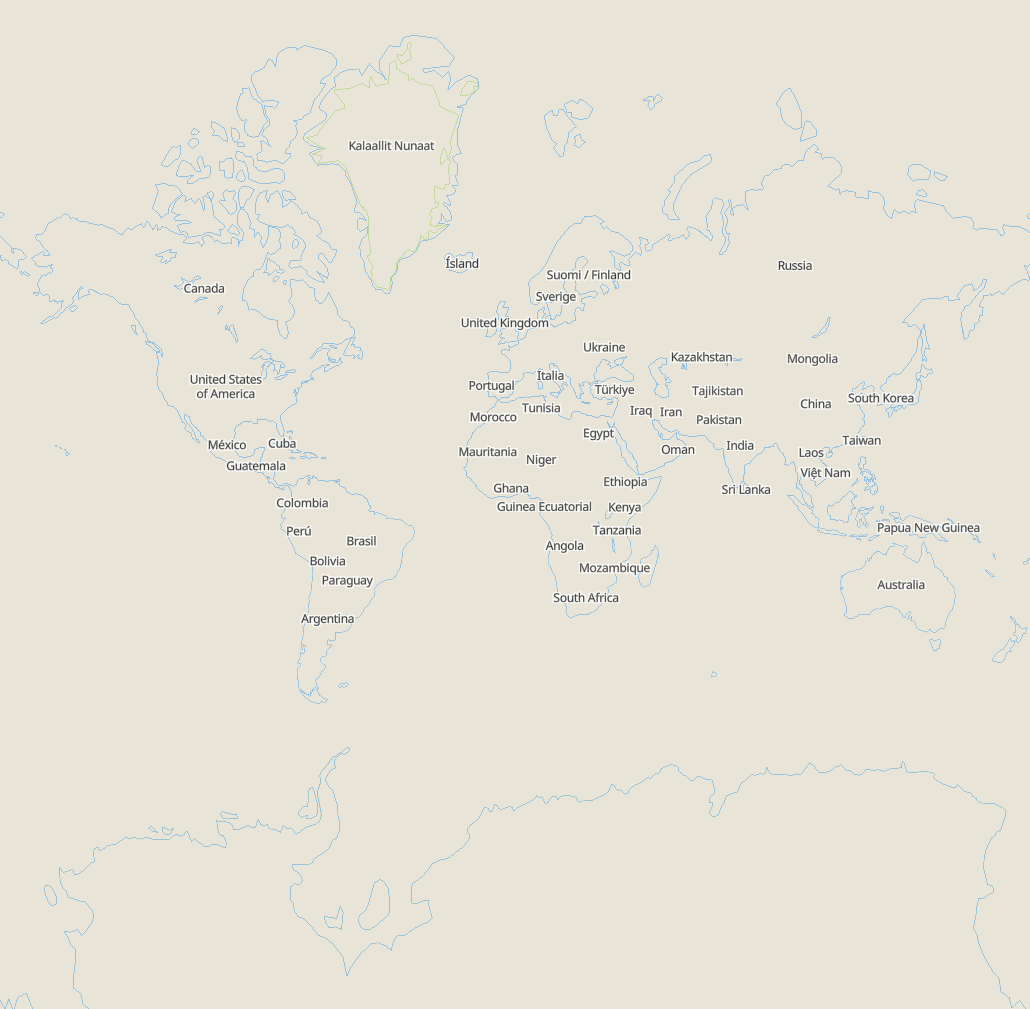 Kalaallit Nunaat
Ísland
Russia
Suomi / Finland
Canada
Sverige
United Kingdom
Ukraine
Kazakhstan
Mongolia
Italia
United States
of America
Portugal
Türkiye
Tajikistan
South Korea
China
Tunisia
Iraq
Iran
Morocco
Pakistan
Egypt
Taiwan
México
Cuba
India
Oman
Mauritania
Laos
Niger
Guatemala
Việt Nam
Ethiopia
Ghana
Sri Lanka
Colombia
Guinea Ecuatorial
Kenya
Papua New Guinea
Perú
Tanzania
Brasil
Angola
Bolivia
Mozambique
Paraguay
Australia
South Africa
Argentina